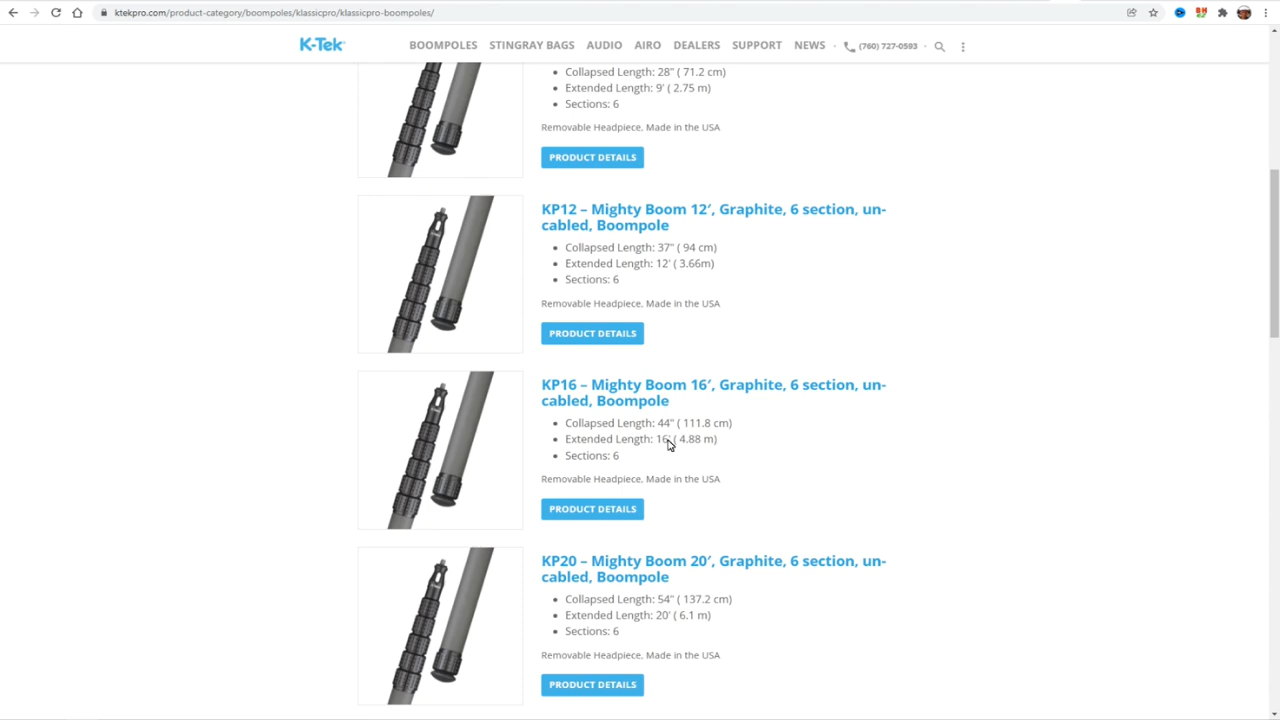 ktekpro.com/product-category/boompoles/klassicpro/klassicpro-boompoles/
K-Tek
BOOMPOLES STINGRAY BAGS AUDIO AIRO DEALERS SUPPORT NEWS (760) 727-0593
Collapsed Length: 28" ( 71.2 cm)
Extended Length: 9' ( 2.75 m)
Sections: 6
Removable Headpiece, Made in the USA
PRODUCT DETAILS
KP12 – Mighty Boom 12′, Graphite, 6 section, un-
cabled, Boompole
Collapsed Length: 37" ( 94 cm)
Extended Length: 12' ( 3.66m)
Sections: 6
Removable Headpiece, Made in the USA
PRODUCT DETAILS
KP16 – Mighty Boom 16′, Graphite, 6 section, un-
cabled, Boompole
Collapsed Length: 44" ( 111.8 cm)
Extended Length: 16' ( 4.88 m)
Sections: 6
Removable Headpiece, Made in the USA
PRODUCT DETAILS
KP20 – Mighty Boom 20′, Graphite, 6 section, un-
cabled, Boompole
Collapsed Length: 54" ( 137.2 cm)
Extended Length: 20' ( 6.1 m)
Sections: 6
Removable Headpiece, Made in the USA
PRODUCT DETAILS